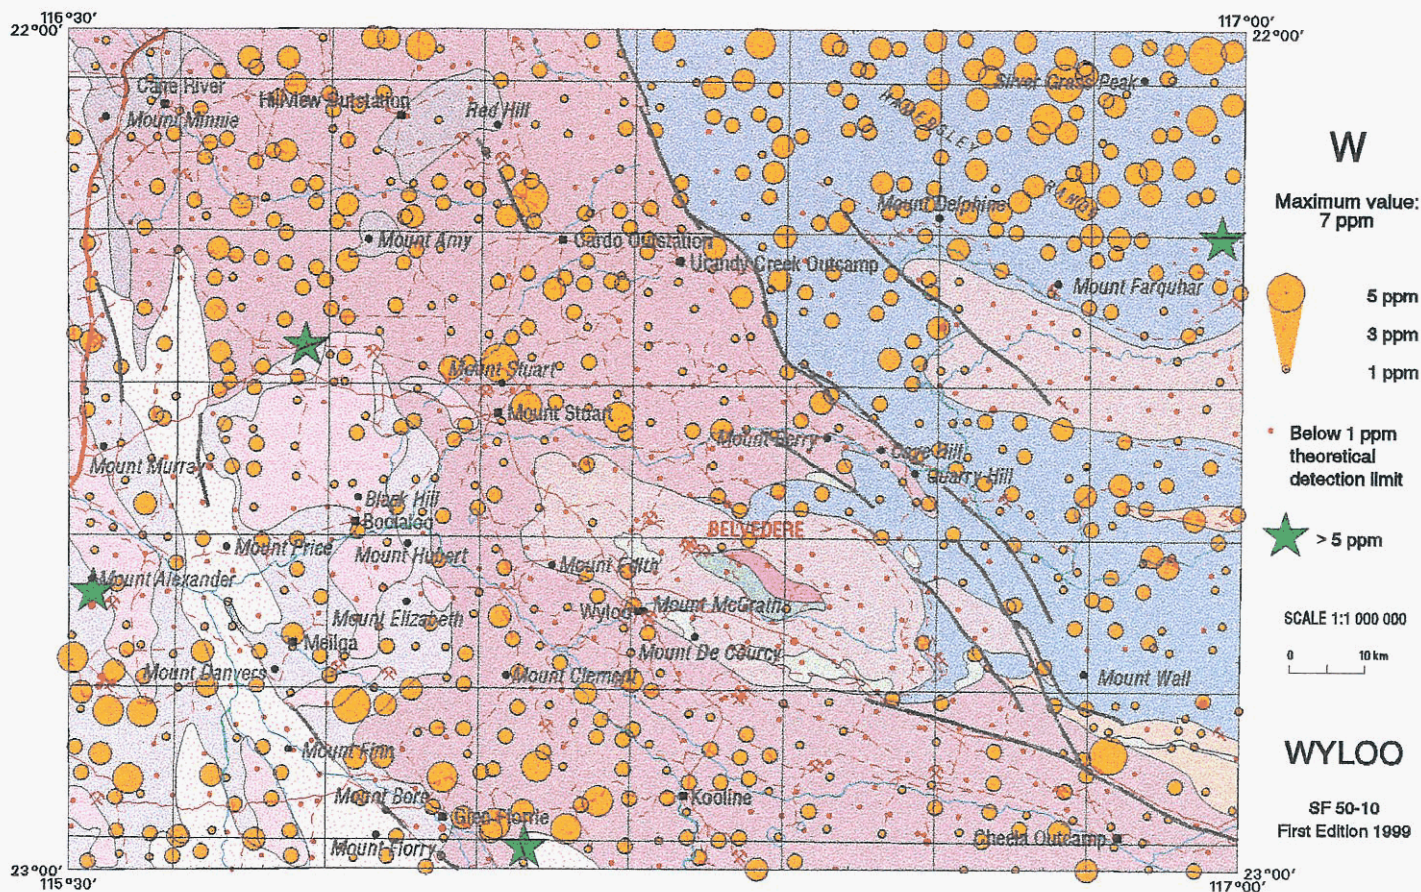 115°30'
22°00'
117°00'
22°00'
Cane River
Mount Minnie
Hillview Outstation
Red Hill
Silver Grass Peak
HAMERSLEY
RANGE
Mount Delphine
Mount Amy
Cardo Outstation
Ucandy Creek Outcamp
Mount Farquhar
Mount Stuart
Mount Stuart
Mount Berry
Cave Hill
Quarry Hill
Mount Murray
Black Hill
Boolaloo
BELVEDERE
Mount Price
Mount Hubert
Mount Edith
Mount Alexander
Mount Elizabeth
Wyloo
Mount McGrath
Mellga
Mount De Courcy
Mount Danvers
Mount Clement
Mount Wall
Mount Finn
Mount Bore
Kooline
Glen Florrie
Mount Florry
Cheela Outcamp
23°00'
115°30'
23°00'
117°00'
W
Maximum value:
7 ppm
5 ppm
3 ppm
1 ppm
Below 1 ppm
theoretical
detection limit
> 5 ppm
SCALE 1:1 000 000
0 10 km
WYLOO
SF 50-10
First Edition 1999